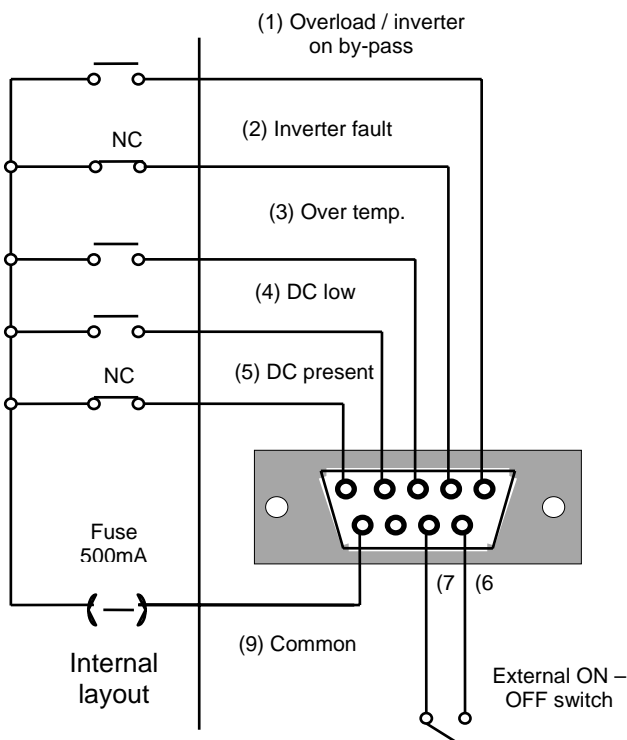 (1) Overload / inverter
on by-pass
(2) Inverter fault
NC
(3) Over temp.
(4) DC low
(5) DC present
NC
Fuse
500mA
(7
(6
(9) Common
Internal
layout
External ON –
OFF switch